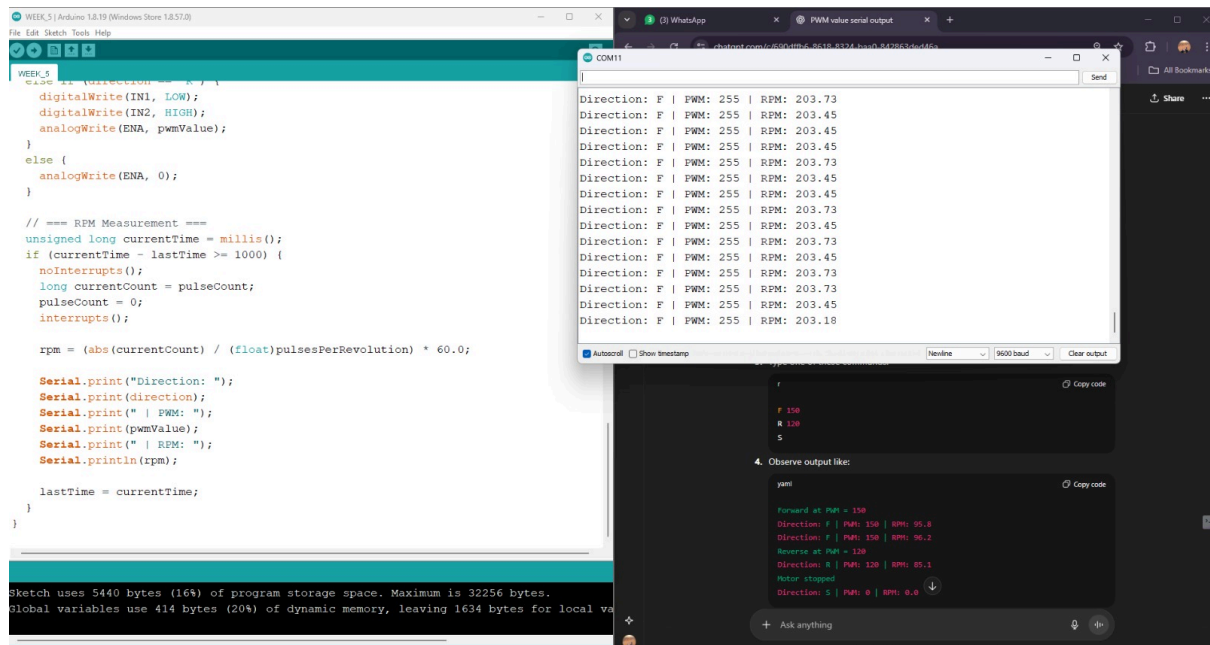 WEEK_5 | Arduino 1.8.19 (Windows Store 1.8.57.0)
File Edit Sketch Tools Help
WEEK_5
digitalWrite(IN1, LOW);
digitalWrite(IN2, HIGH);
analogWrite(ENA, pwmValue);
}
else {
analogWrite(ENA, 0);
}
// === RPM Measurement ===
unsigned long currentTime = millis();
if (currentTime - lastTime >= 1000) {
noInterrupts();
long currentCount = pulseCount;
pulseCount = 0;
interrupts();
rpm = (abs(currentCount) / (float)pulsesPerRevolution) * 60.0;
Serial.print("Direction: ");
Serial.print(direction);
Serial.print(" | PWM: ");
Serial.print(pwmValue);
Serial.print(" | RPM: ");
Serial.println(rpm);
lastTime = currentTime;
}
}
Sketch uses 5440 bytes (16%) of program storage space. Maximum is 32256 bytes.
Global variables use 414 bytes (20%) of dynamic memory, leaving 1634 bytes for local va
(3) WhatsApp
PWM value serial output
All Bookmarks
COM11
Send
Direction: F | PWM: 255 | RPM: 203.73
Direction: F | PWM: 255 | RPM: 203.45
Direction: F | PWM: 255 | RPM: 203.45
Direction: F | PWM: 255 | RPM: 203.45
Direction: F | PWM: 255 | RPM: 203.73
Direction: F | PWM: 255 | RPM: 203.45
Direction: F | PWM: 255 | RPM: 203.45
Direction: F | PWM: 255 | RPM: 203.73
Direction: F | PWM: 255 | RPM: 203.45
Direction: F | PWM: 255 | RPM: 203.73
Direction: F | PWM: 255 | RPM: 203.45
Direction: F | PWM: 255 | RPM: 203.73
Direction: F | PWM: 255 | RPM: 203.73
Direction: F | PWM: 255 | RPM: 203.45
Direction: F | PWM: 255 | RPM: 203.18
Autoscroll Show timestamp Newline 9600 baud Clear output
Share
r
Copy code
F 150
R 120
S
4. Observe output like:
yaml
Copy code
Forward at PWM = 150
Direction: F | PWM: 150 | RPM: 95.8
Direction: F | PWM: 150 | RPM: 96.2
Reverse at PWM = 120
Direction: R | PWM: 120 | RPM: 85.1
Motor stopped
Direction: S | PWM: 0 | RPM: 0.0
Ask anything